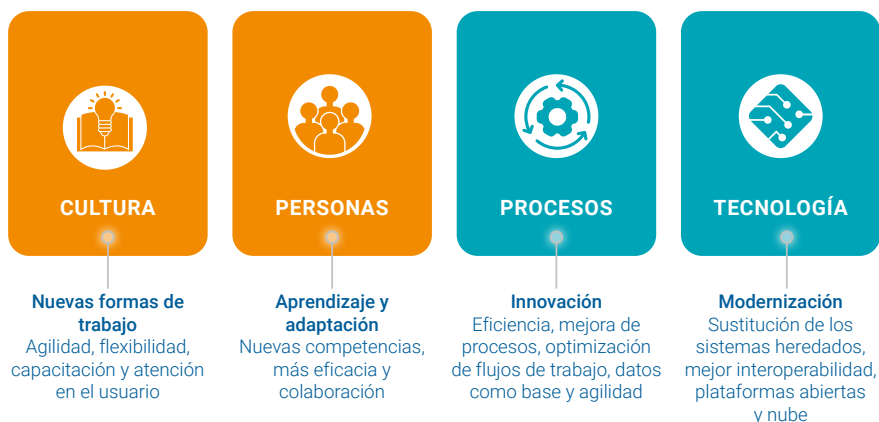 CULTURA
Nuevas formas de
trabajo
Agilidad, flexibilidad,
capacitación y atención
en el usuario
PERSONAS
Aprendizaje y
adaptación
Nuevas competencias,
más eficacia y
colaboración
PROCESOS
Innovación
Eficiencia, mejora de
procesos, optimización
de flujos de trabajo, datos
como base y agilidad
TECNOLOGÍA
Modernización
Sustitución de los
sistemas heredados,
mejor interoperabilidad,
plataformas abiertas
y nube